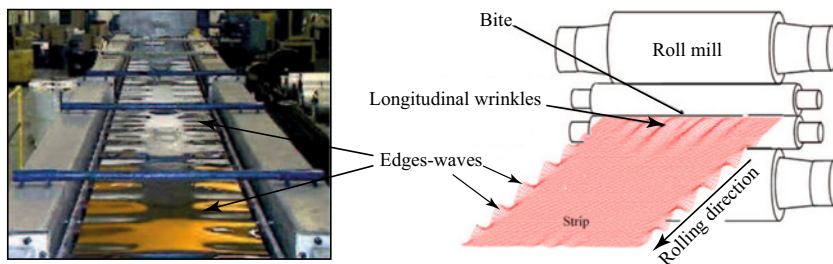 Bite
Roll mill
Longitudinal wrinkles
Edges-waves
Strip
Rolling direction